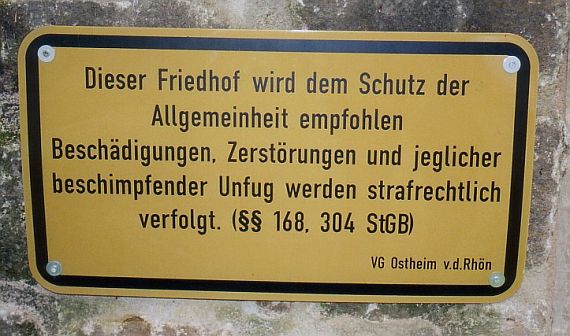 Dieser Friedhof wird dem Schutz der
Allgemeinheit empfohlen
Beschädigungen, Zerstörungen und jeglicher
beschimpfender Unfug werden strafrechtlich
verfolgt. (§§ 168, 304 StGB)
VG Ostheim v.d.Rhön